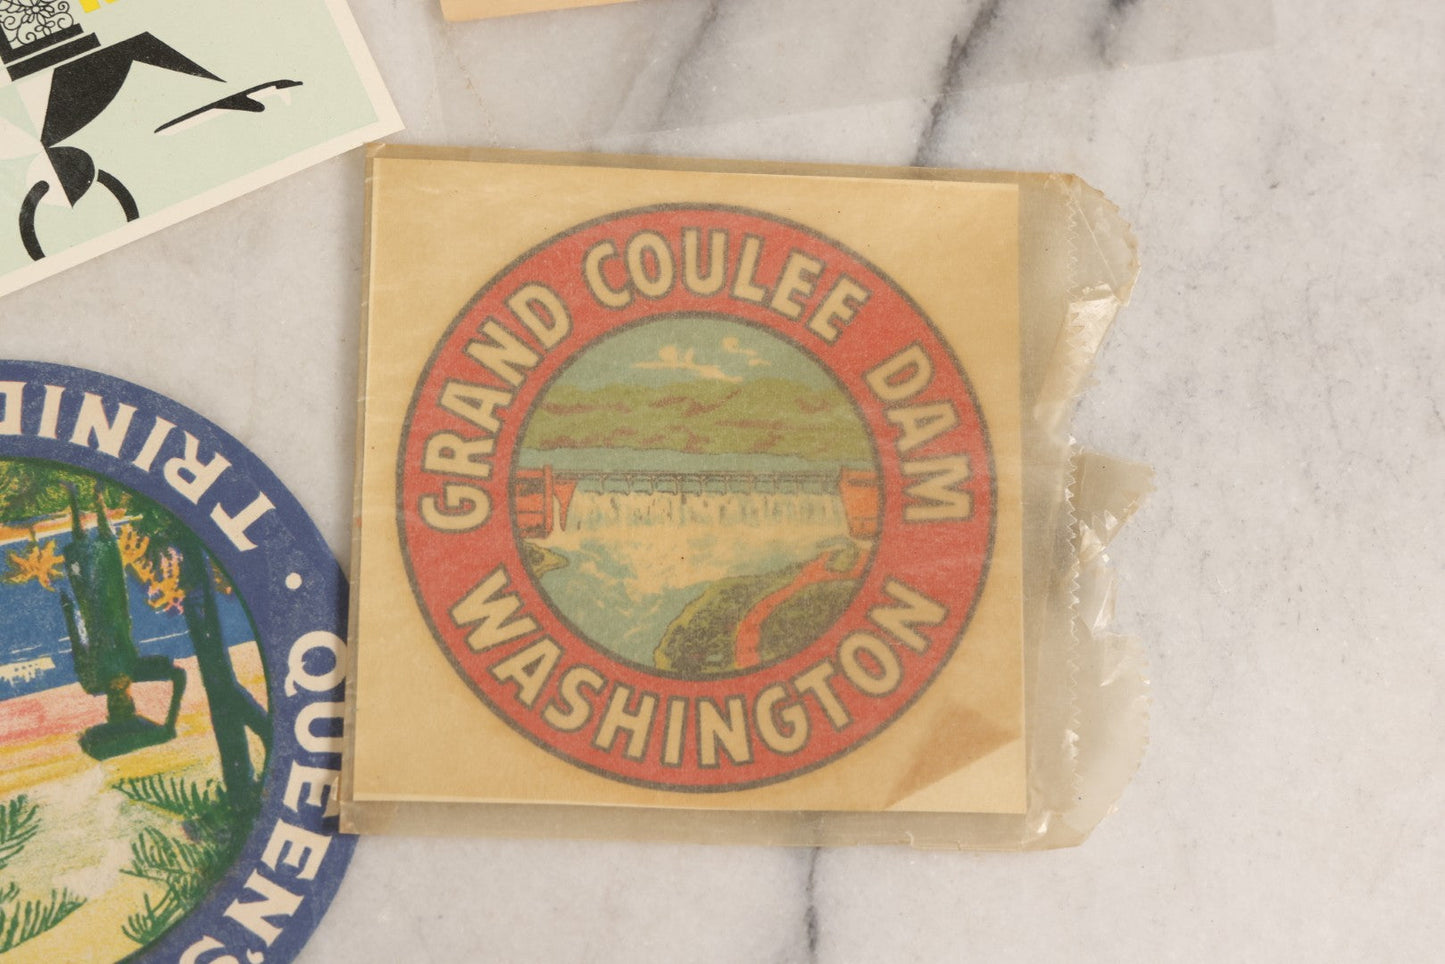 GRAND COULEE DAM
WASHINGTON
TRINID
• QUEEN'S